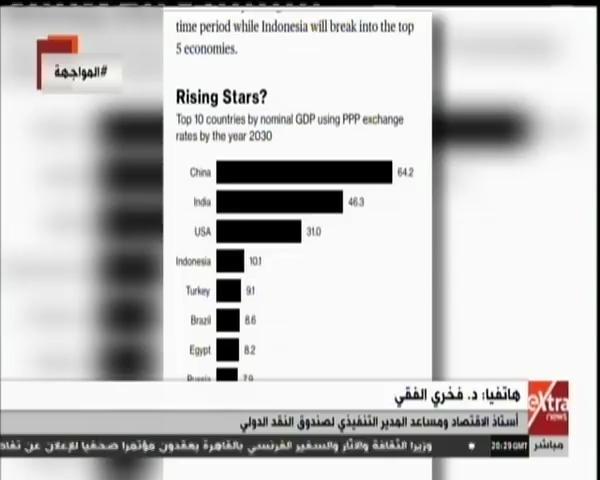 time period while Indonesia will break into the top
5 economies.
#المواجهة
Rising Stars?
Top 10 countries by nominal GDP using PPP exchange
rates by the year 2030
China 64.2
India 46.3
USA 31.0
Indonesia 10.1
Turkey 9.1
Brazil 8.6
Egypt 8.2
Russia 7.9
هاتفيا: د. فخري الفقي
أستاذ الاقتصاد ومساعد المدير التنفيذي لصندوق النقد الدولي
eXtra
news
مباشر
20:29 GMT
وزيرا الثقافة والآثار والسفير الفرنسي بالقاهرة يعقدون مؤتمرا صحفيا للإعلان عن